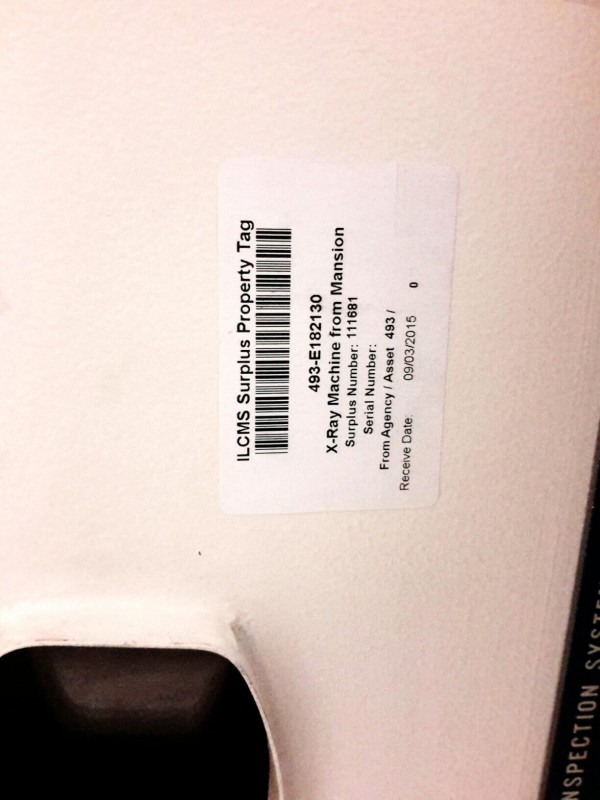 ILCMS Surplus Property Tag
493-E182130
X-Ray Machine from Mansion
Surplus Number: 111681
Serial Number:
From Agency / Asset 493 /
Receive Date: 09/03/2015 0
NSPECTION SYSTE